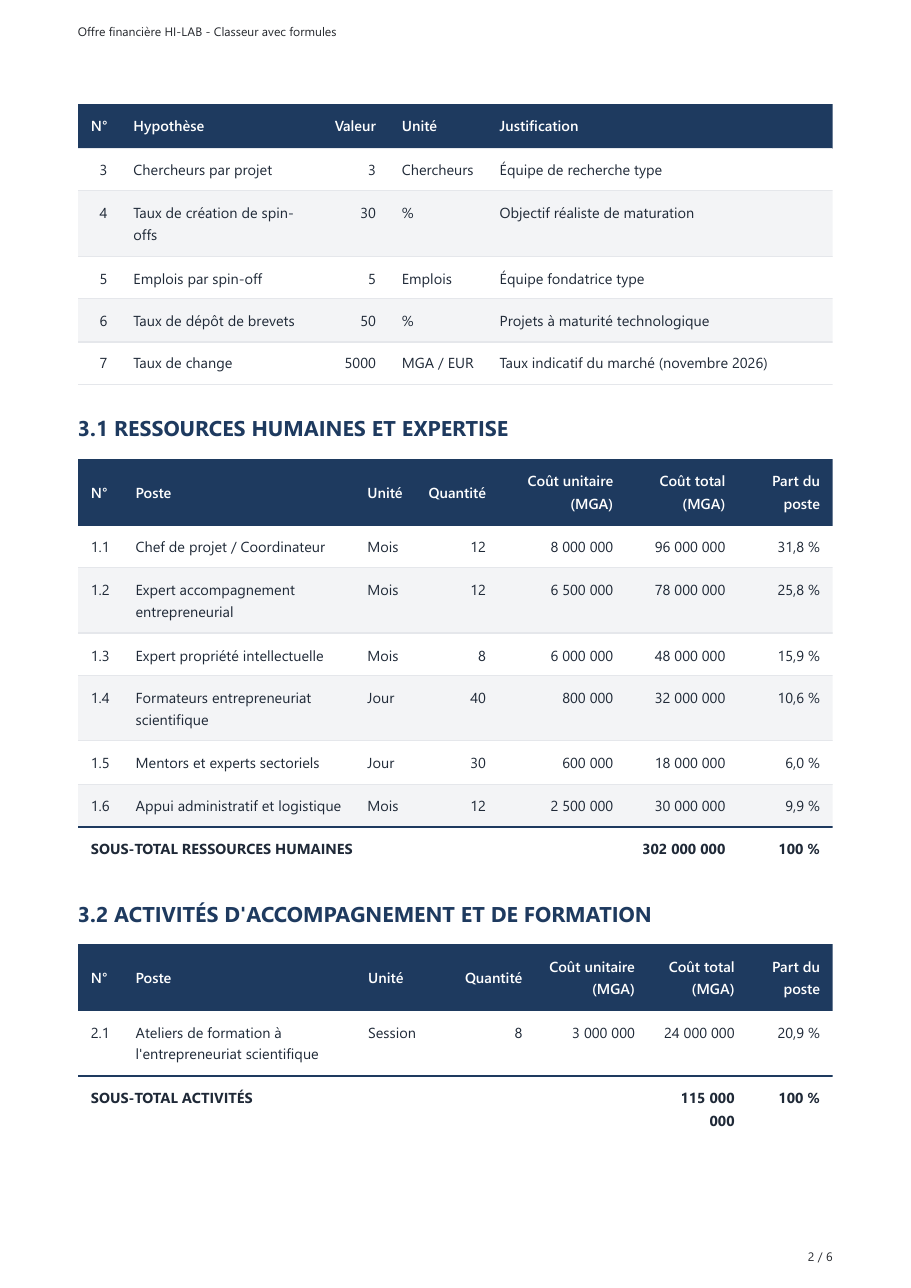 Offre financière HI-LAB - Classeur avec formules
N° Hypothèse Valeur Unité Justification
3 Chercheurs par projet 3 Chercheurs Équipe de recherche type
4 Taux de création de spin- 30 % Objectif réaliste de maturation
offs
5 Emplois par spin-off 5 Emplois Équipe fondatrice type
6 Taux de dépôt de brevets 50 % Projets à maturité technologique
7 Taux de change 5000 MGA / EUR Taux indicatif du marché (novembre 2026)
3.1 RESSOURCES HUMAINES ET EXPERTISE
N° Poste Unité Quantité Coût unitaire Coût total Part du
(MGA) (MGA) poste
1.1 Chef de projet / Coordinateur Mois 12 8 000 000 96 000 000 31,8 %
1.2 Expert accompagnement Mois 12 6 500 000 78 000 000 25,8 %
entrepreneurial
1.3 Expert propriété intellectuelle Mois 8 6 000 000 48 000 000 15,9 %
1.4 Formateurs entrepreneuriat Jour 40 800 000 32 000 000 10,6 %
scientifique
1.5 Mentors et experts sectoriels Jour 30 600 000 18 000 000 6,0 %
1.6 Appui administratif et logistique Mois 12 2 500 000 30 000 000 9,9 %
SOUS-TOTAL RESSOURCES HUMAINES 302 000 000 100 %
3.2 ACTIVITÉS D'ACCOMPAGNEMENT ET DE FORMATION
N° Poste Unité Quantité Coût unitaire Coût total Part du
(MGA) (MGA) poste
2.1 Ateliers de formation à Session 8 3 000 000 24 000 000 20,9 %
l'entrepreneuriat scientifique
SOUS-TOTAL ACTIVITÉS 115 000 100 %
000
2 / 6